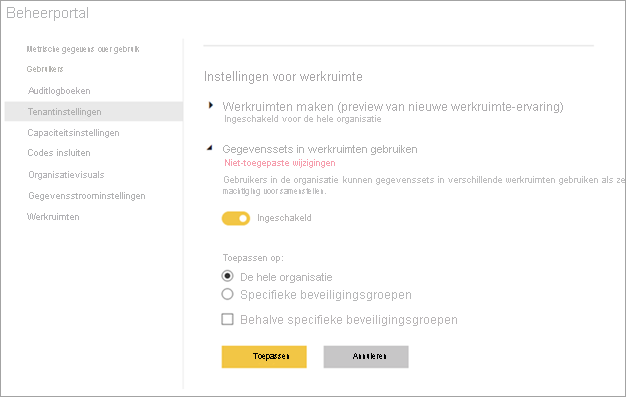 Beheerportal
Metrische gegevens over gebruik
Gebruikers
Auditlogboeken
Tenantinstellingen
Capaciteitsinstellingen
Codes insluiten
Organisatievisuals
Gegevensstroominstellingen
Werkruimten
Instellingen voor werkruimte
Werkruimten maken (preview van nieuwe werkruimte-ervaring)
Ingeschakeld voor de hele organisatie
Gegevenssets in werkruimten gebruiken
Niet-toegepaste wijzigingen
Gebruikers in de organisatie kunnen gegevenssets in verschillende werkruimten gebruiken als ze
machtiging voor samenstellen.
Ingeschakeld
Toepassen op:
De hele organisatie
Specifieke beveiligingsgroepen
Behalve specifieke beveiligingsgroepen
Toepassen
Annuleren